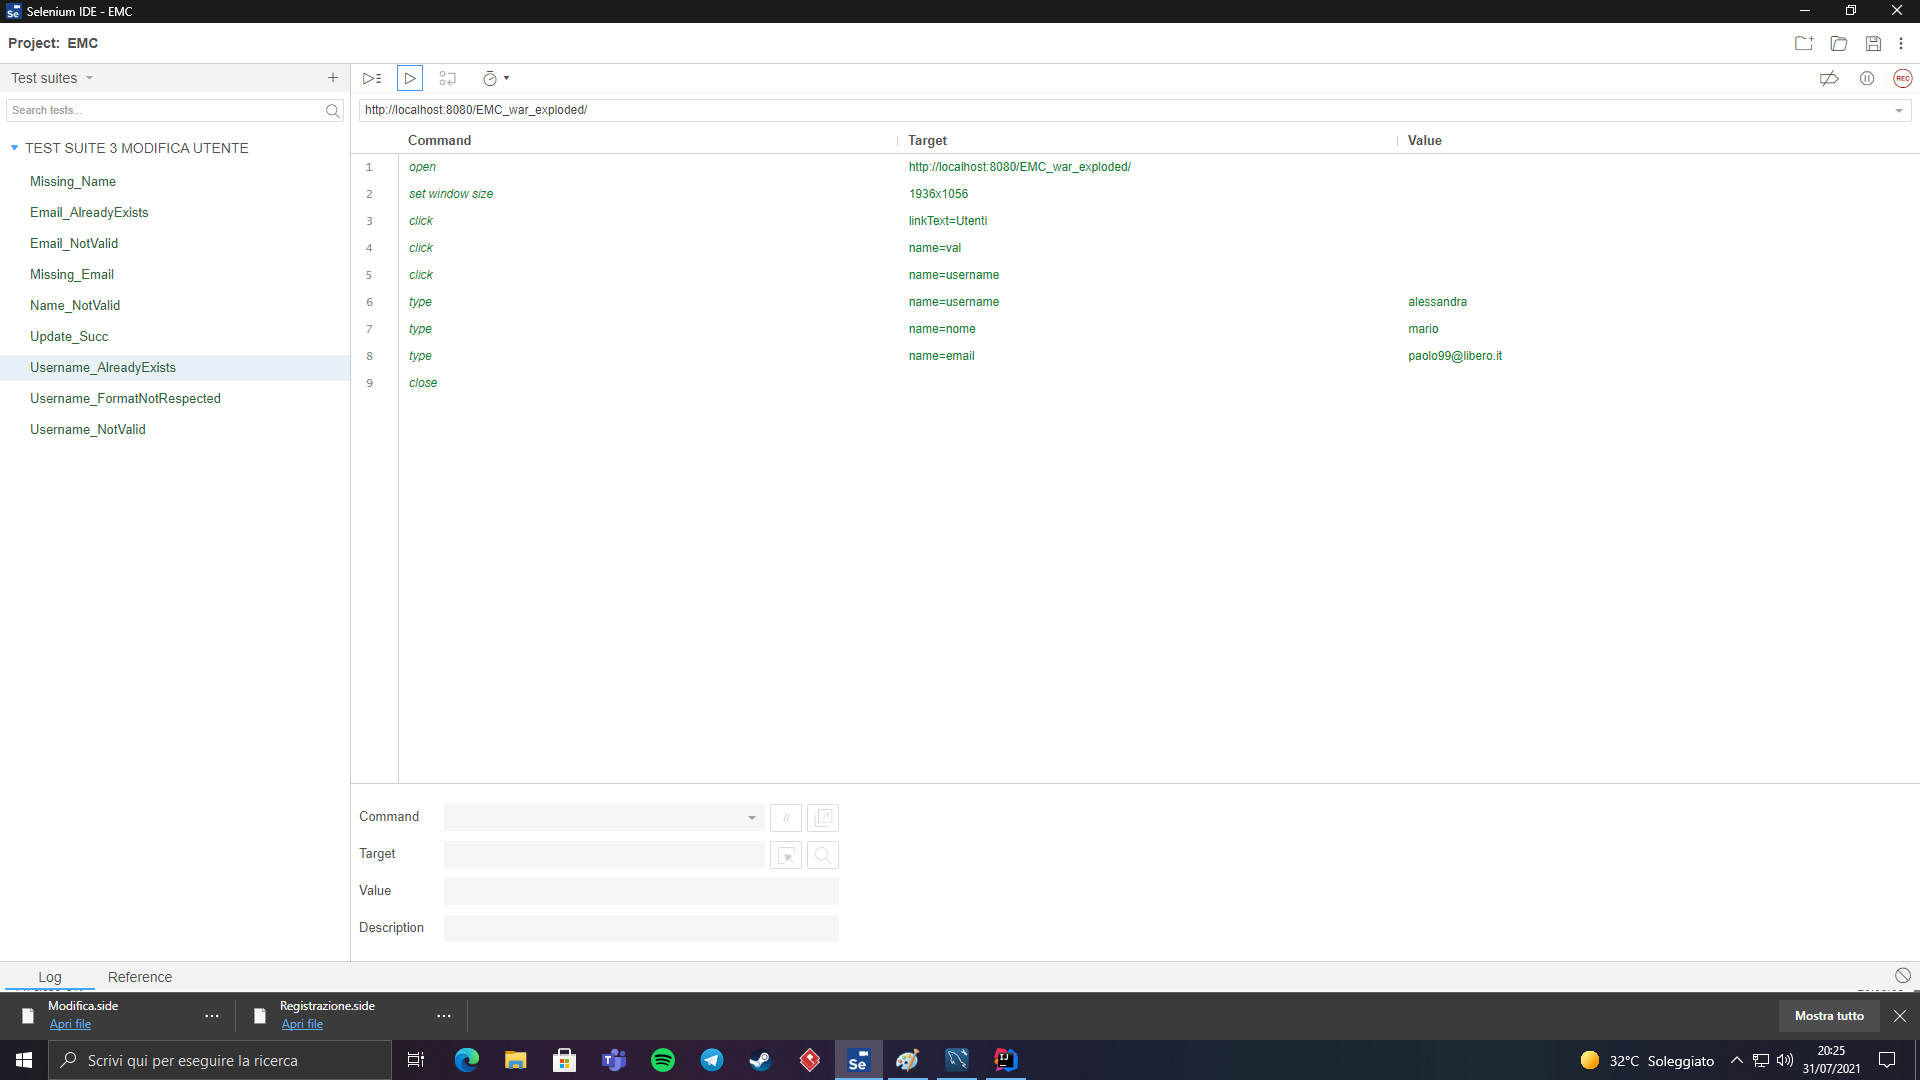 Selenium IDE - EMC
Project: EMC
Test suites
Search tests...
http://localhost:8080/EMC_war_exploded/
REC
TEST SUITE 3 MODIFICA UTENTE
Missing_Name
Email_AlreadyExists
Email_NotValid
Missing_Email
Name_NotValid
Update_Succ
Username_AlreadyExists
Username_FormatNotRespected
Username_NotValid
Command Target Value
1 open http://localhost:8080/EMC_war_exploded/
2 set window size 1936x1056
3 click linkText=Utenti
4 click name=val
5 click name=username
6 type name=username alessandra
7 type name=nome mario
8 type name=email paolo99@libero.it
9 close
Command //
Target
Value
Description
Log Reference
Modifica.side
Apri file
Registrazione.side
Apri file
Mostra tutto
Scrivi qui per eseguire la ricerca
Se
32°C Soleggiato
20:25
31/07/2021